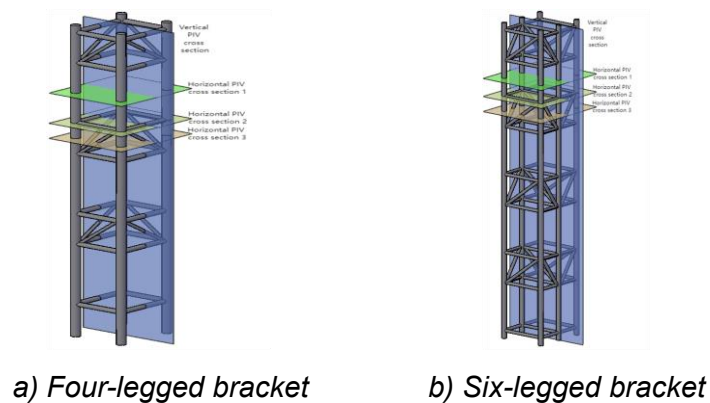 Vertical
PIV
cross
section
Horizontal PIV
cross section 1
Horizontal PIV
cross section 2
Horizontal PIV
cross section 3
Vertical
PIV
cross
section
Horizontal PIV
cross section 1
Horizontal PIV
cross section 2
Horizontal PIV
cross section 3
a) Four-legged bracket
b) Six-legged bracket